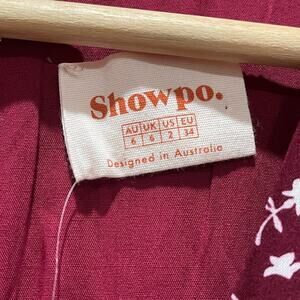 Showpo.
AU UK US EU
6 6 2 34
Designed in Australia